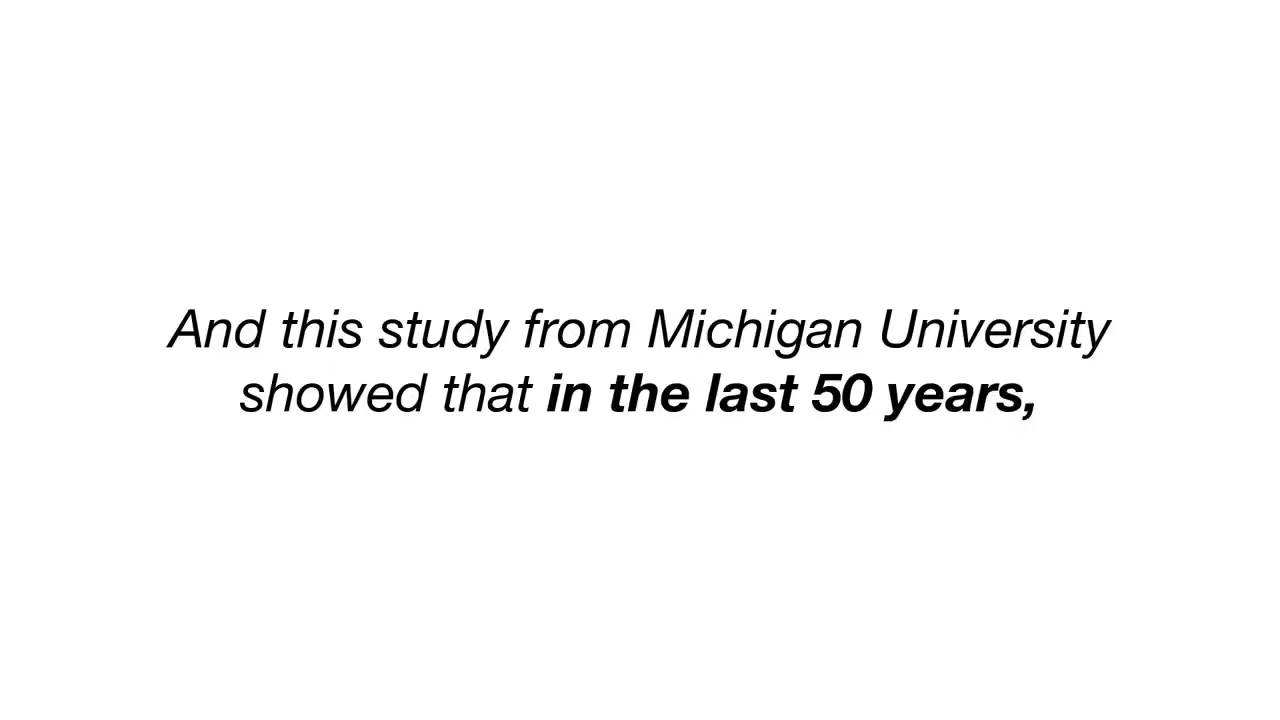 And this study from Michigan University
showed that in the last 50 years,